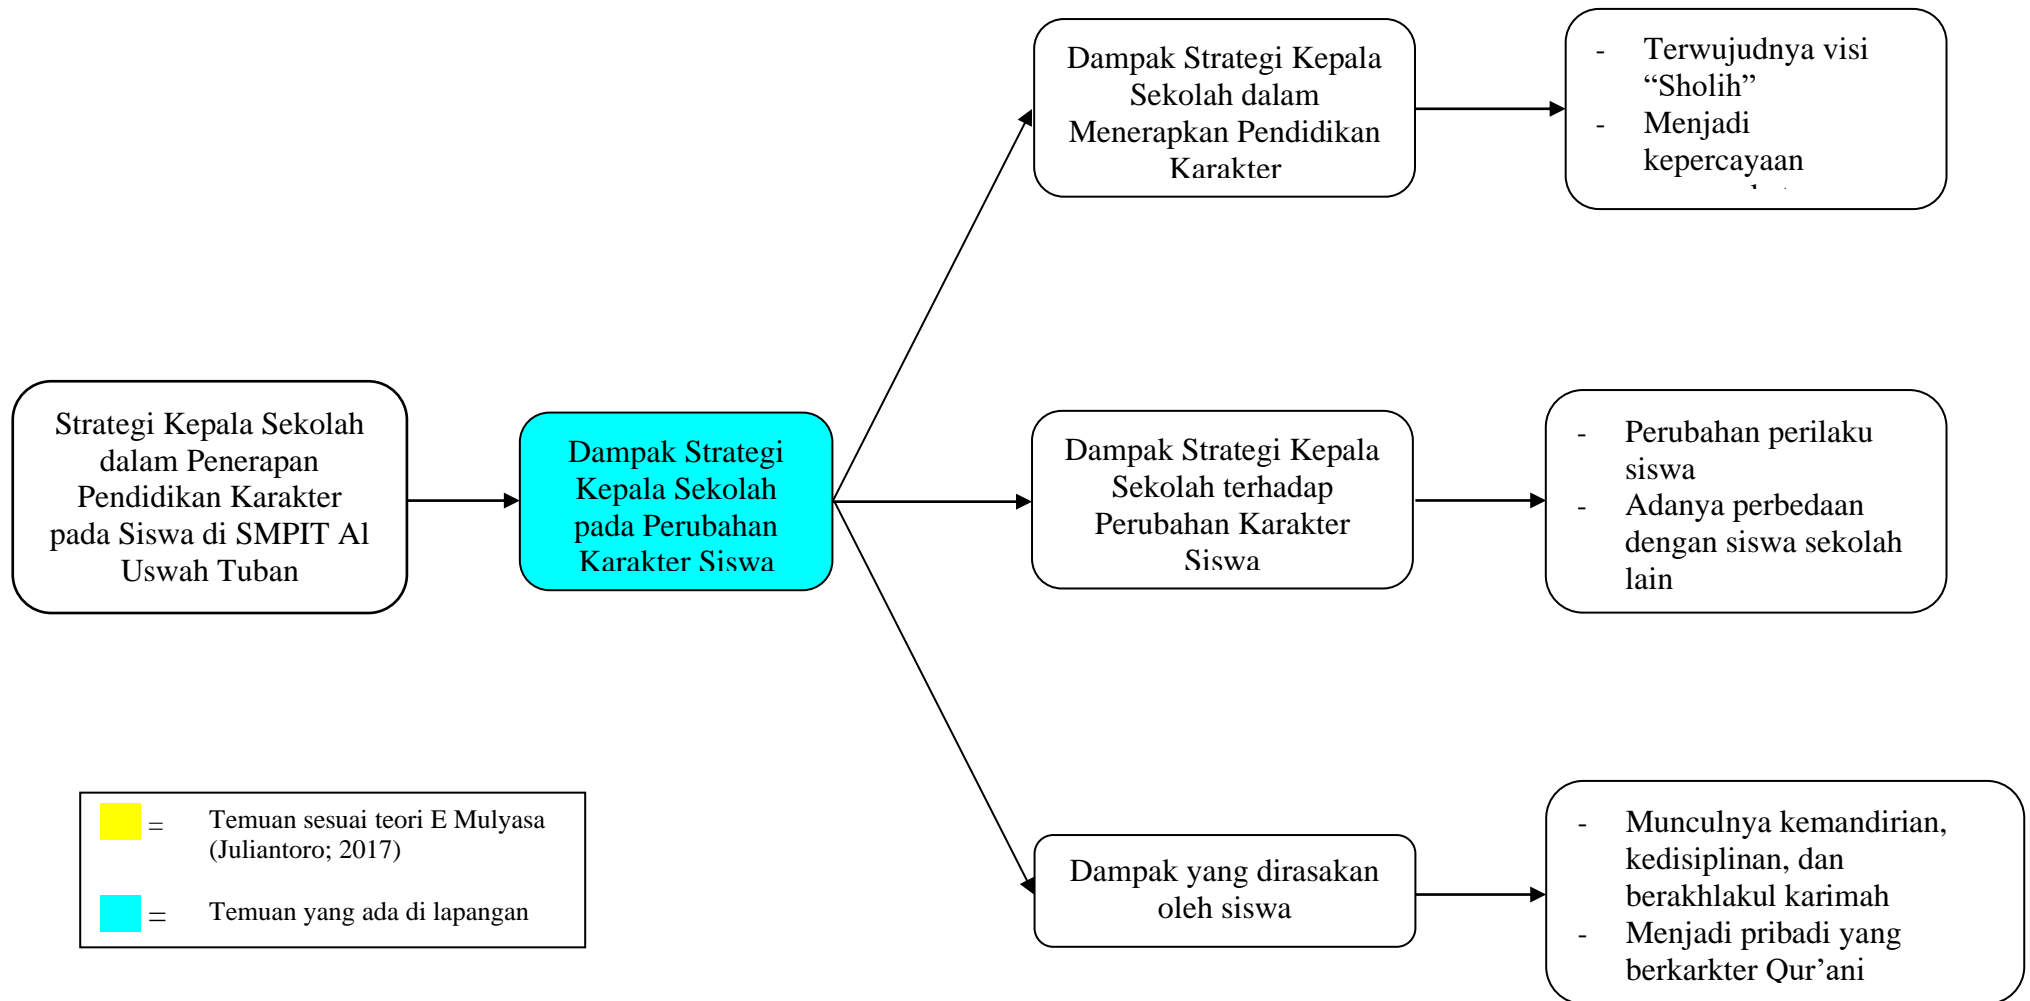 Strategi Kepala Sekolah
dalam Penerapan
Pendidikan Karakter
pada Siswa di SMPIT Al
Uswah Tuban
Dampak Strategi
Kepala Sekolah
pada Perubahan
Karakter Siswa
Dampak Strategi Kepala
Sekolah dalam
Menerapkan Pendidikan
Karakter
- Terwujudnya visi
“Sholih”
- Menjadi
kepercayaan
Dampak Strategi Kepala
Sekolah terhadap
Perubahan Karakter
Siswa
- Perubahan perilaku
siswa
- Adanya perbedaan
dengan siswa sekolah
lain
Dampak yang dirasakan
oleh siswa
- Munculnya kemandirian,
kedisiplinan, dan
berakhlakul karimah
- Menjadi pribadi yang
berkarkter Qur’ani
= Temuan sesuai teori E Mulyasa
(Juliantoro; 2017)
= Temuan yang ada di lapangan